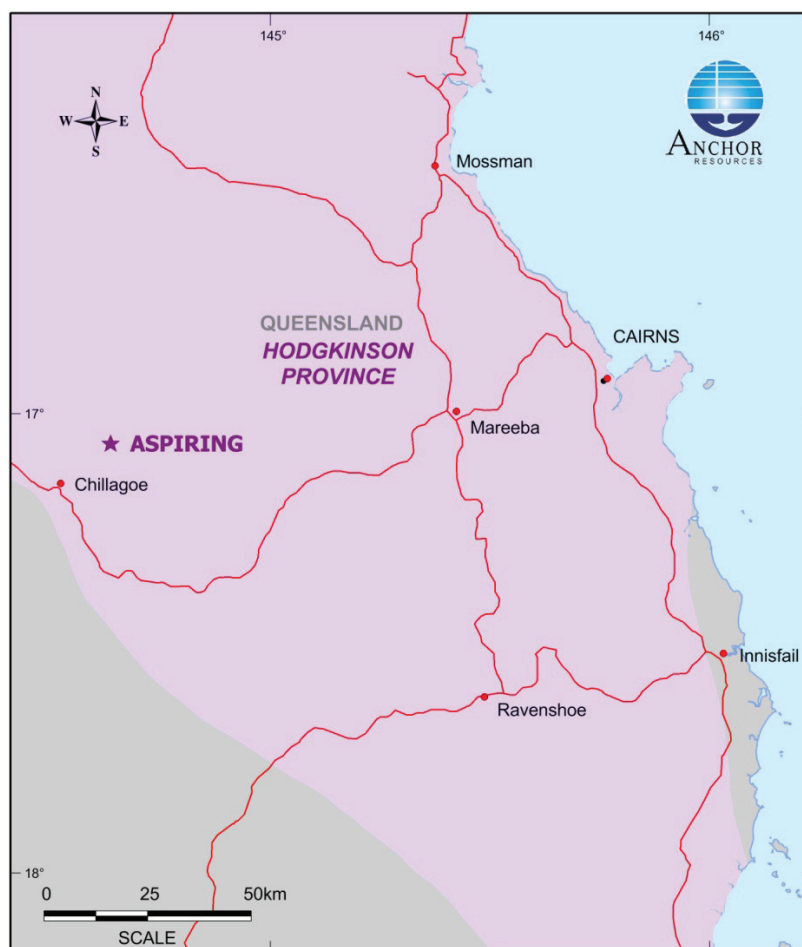 145°
146°
N
W
E
S
ANCHOR
RESOURCES
Mossman
QUEENSLAND
HODGKINSON
PROVINCE
CAIRNS
17°
Mareeba
ASPIRING
Chillagoe
Innisfail
Ravenshoe
18°
0 25 50km
SCALE